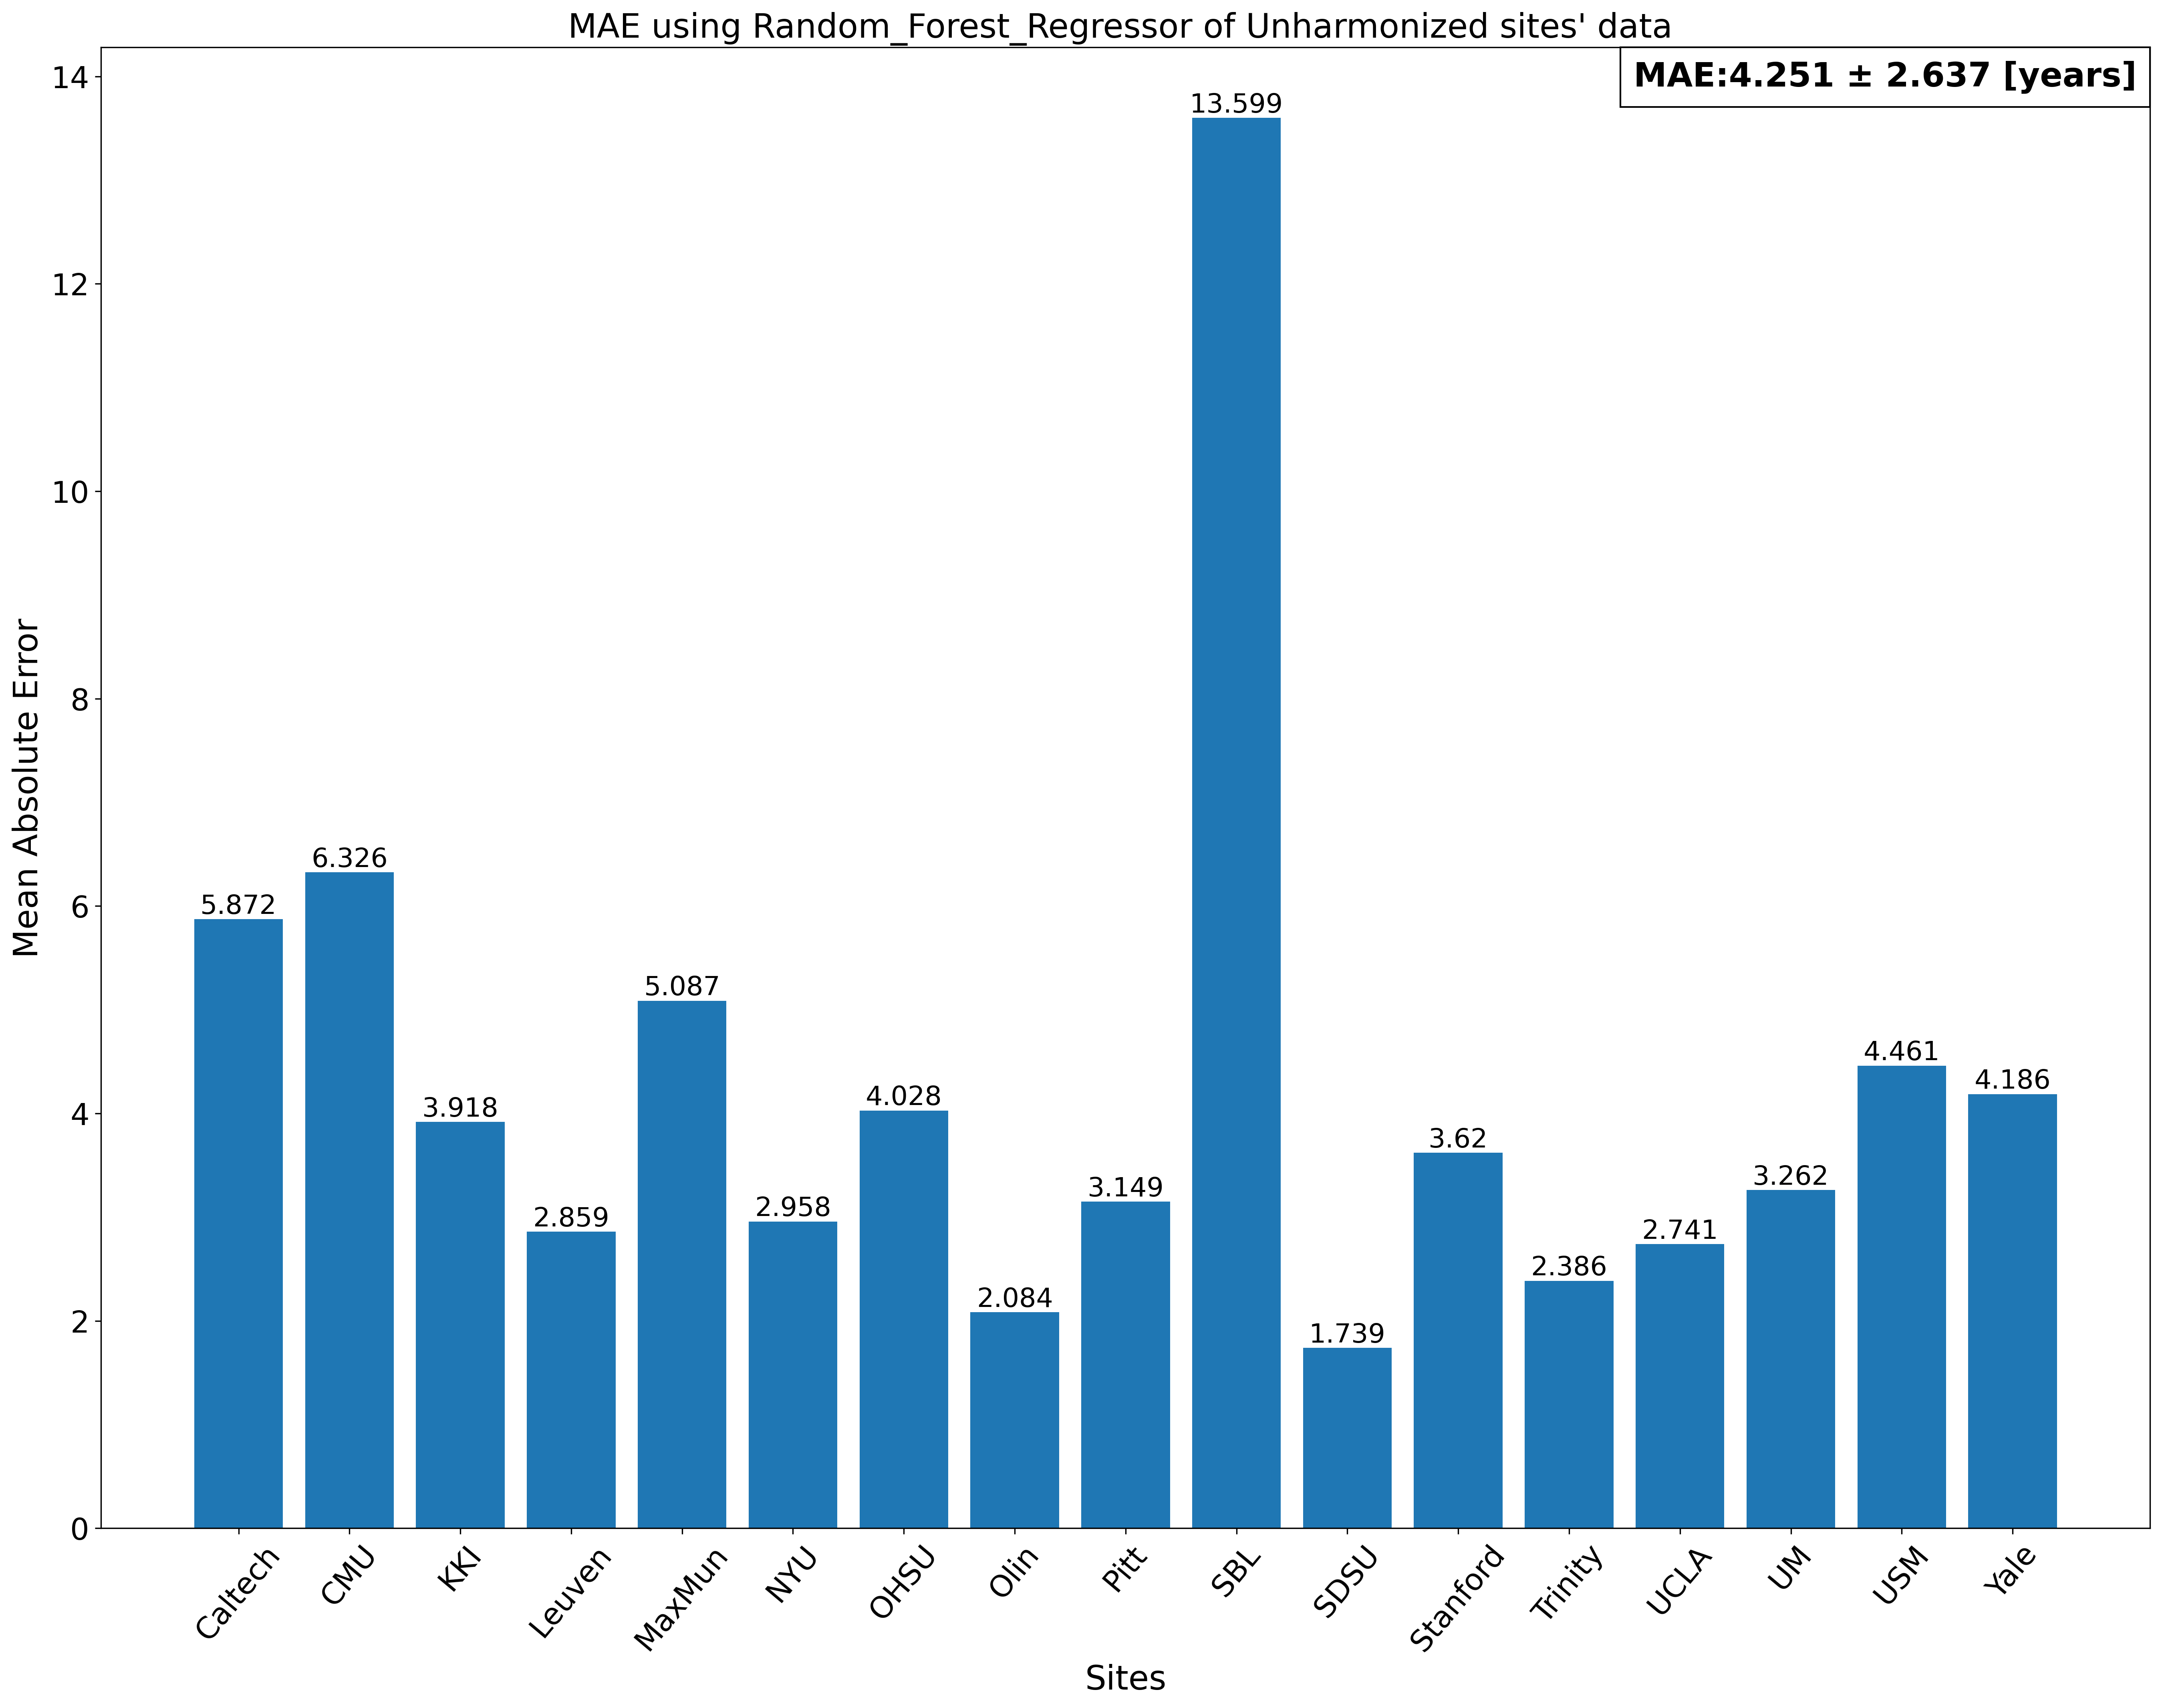 MAE using Random_Forest_Regressor of Unharmonized sites' data
MAE:4.251 ± 2.637 [years]
Mean Absolute Error
14
12
10
8
6
4
2
0
5.872
6.326
3.918
2.859
5.087
2.958
4.028
2.084
3.149
13.599
1.739
3.62
2.386
2.741
3.262
4.461
4.186
Caltech
CMU
KKI
Leuven
MaxMun
NYU
OHSU
Olin
Pitt
SBL
SDSU
Stanford
Trinity
UCLA
UM
USM
Yale
Sites